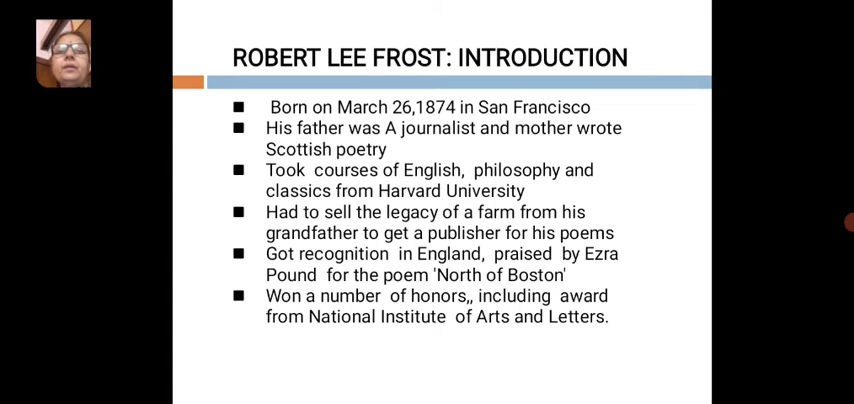 ROBERT LEE FROST: INTRODUCTION
Born on March 26,1874 in San Francisco
His father was A journalist and mother wrote
Scottish poetry
Took courses of English, philosophy and
classics from Harvard University
Had to sell the legacy of a farm from his
grandfather to get a publisher for his poems
Got recognition in England, praised by Ezra
Pound for the poem 'North of Boston'
Won a number of honors,, including award
from National Institute of Arts and Letters.